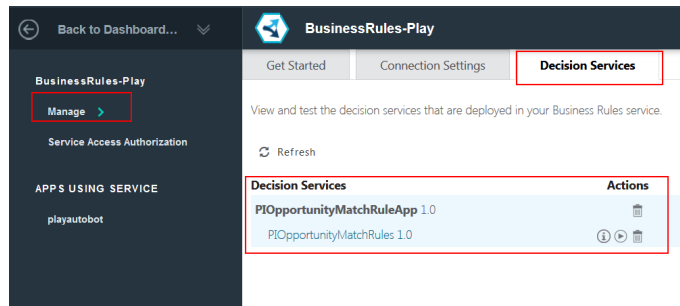 Back to Dashboard...
BusinessRules-Play
BusinessRules-Play
Manage
Service Access Authorization
APPS USING SERVICE
playautobot
Get Started
Connection Settings
Decision Services
View and test the decision services that are deployed in your Business Rules service.
Refresh
Decision Services Actions
PIOpportunityMatchRuleApp 1.0
PIOpportunityMatchRules 1.0